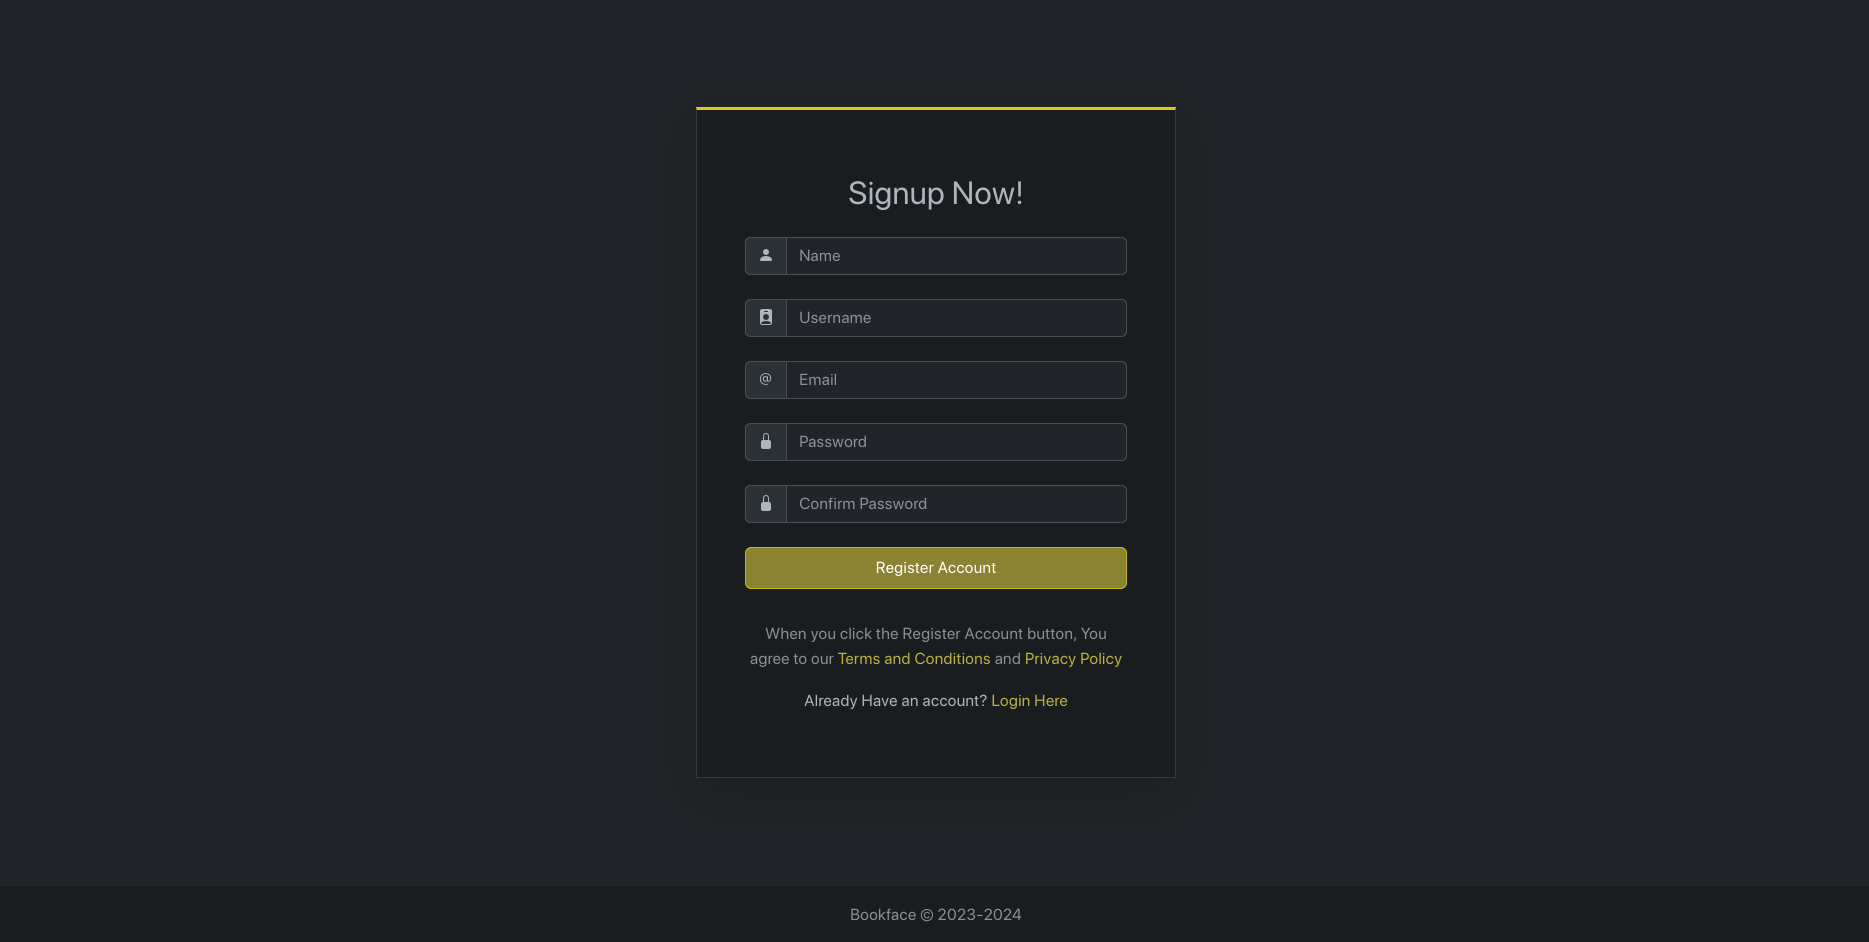 Signup Now!
Name
Username
@ Email
Password
Confirm Password
Register Account
When you click the Register Account button, You
agree to our Terms and Conditions and Privacy Policy
Already Have an account? Login Here
Bookface © 2023-2024